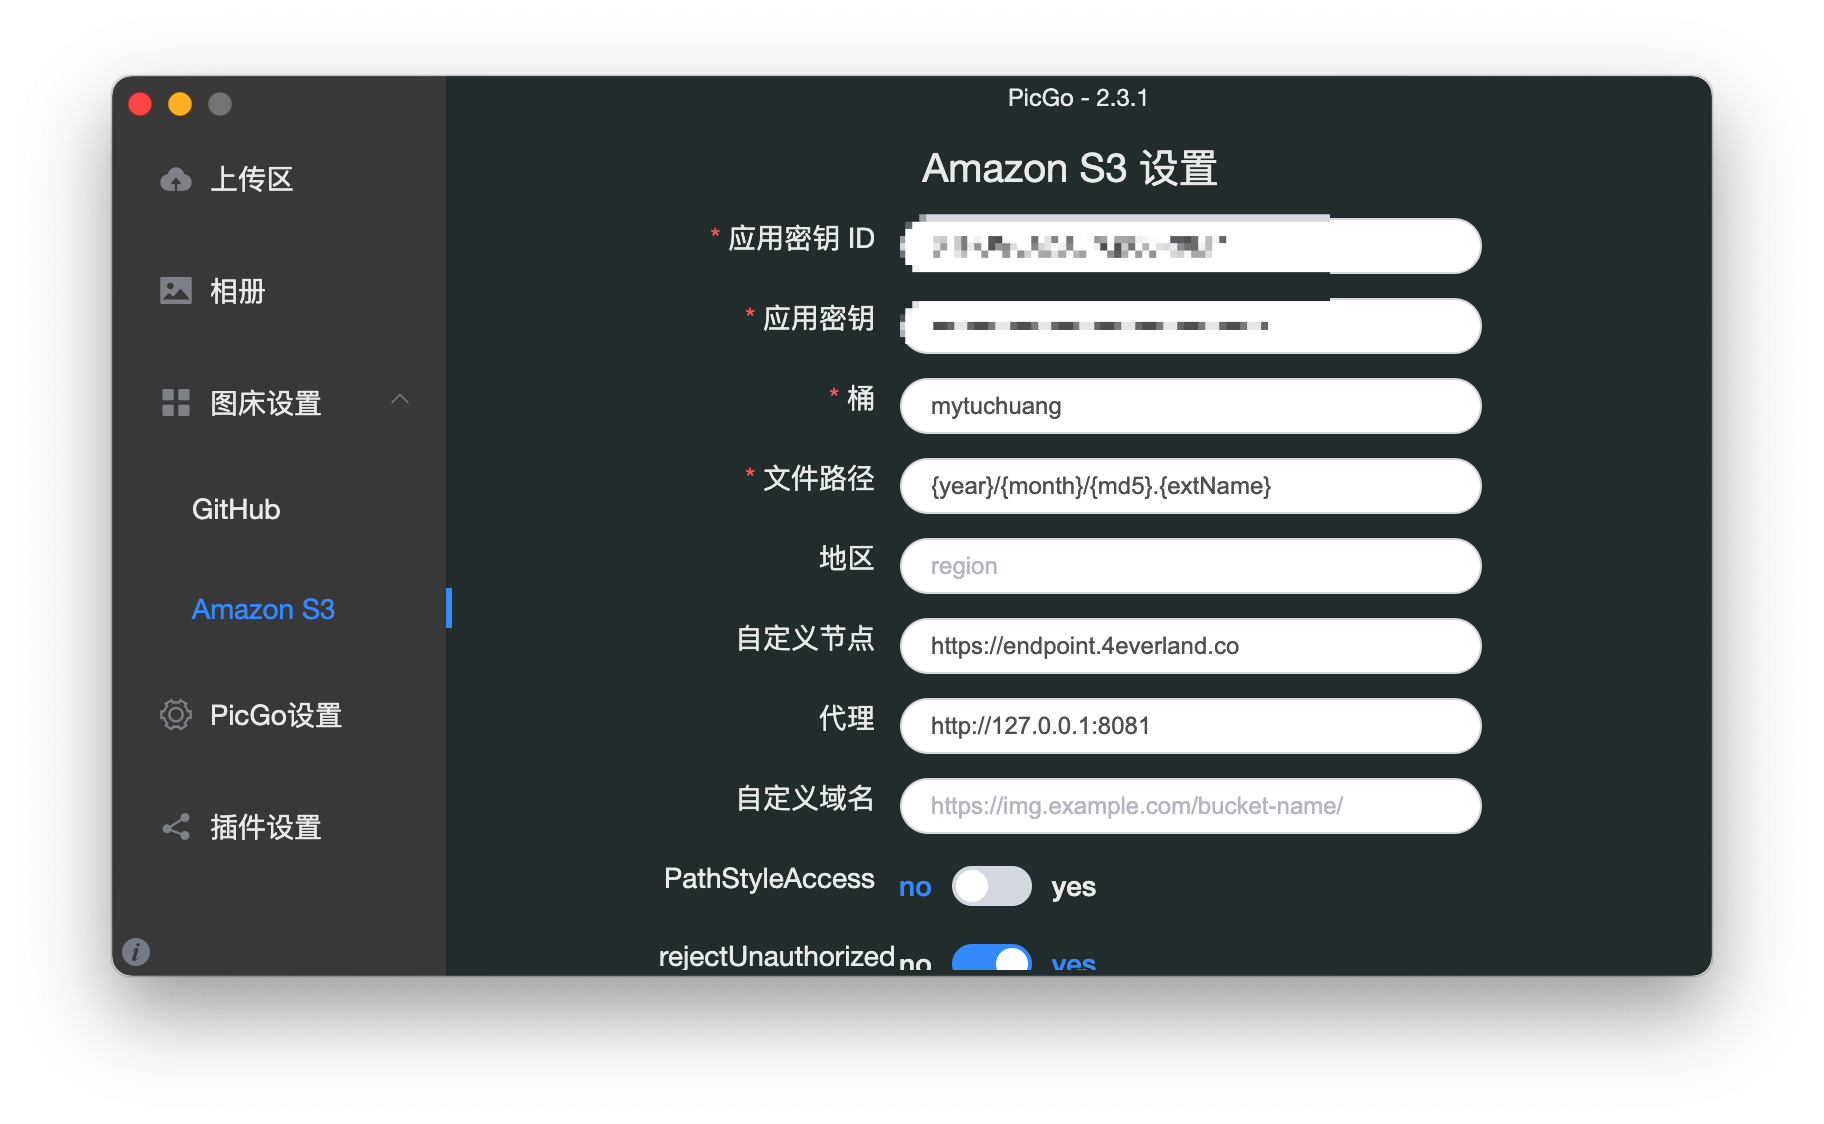 PicGo - 2.3.1
上传区
相册
图床设置
GitHub
Amazon S3
PicGo设置
插件设置
Amazon S3 设置
* 应用密钥 ID
* 应用密钥
* 桶
mytuchuang
* 文件路径
{year}/{month}/{md5}.{extName}
地区
region
自定义节点
https://endpoint.4everland.co
代理
http://127.0.0.1:8081
自定义域名
https://img.example.com/bucket-name/
PathStyleAccess no yes
rejectUnauthorized no yes